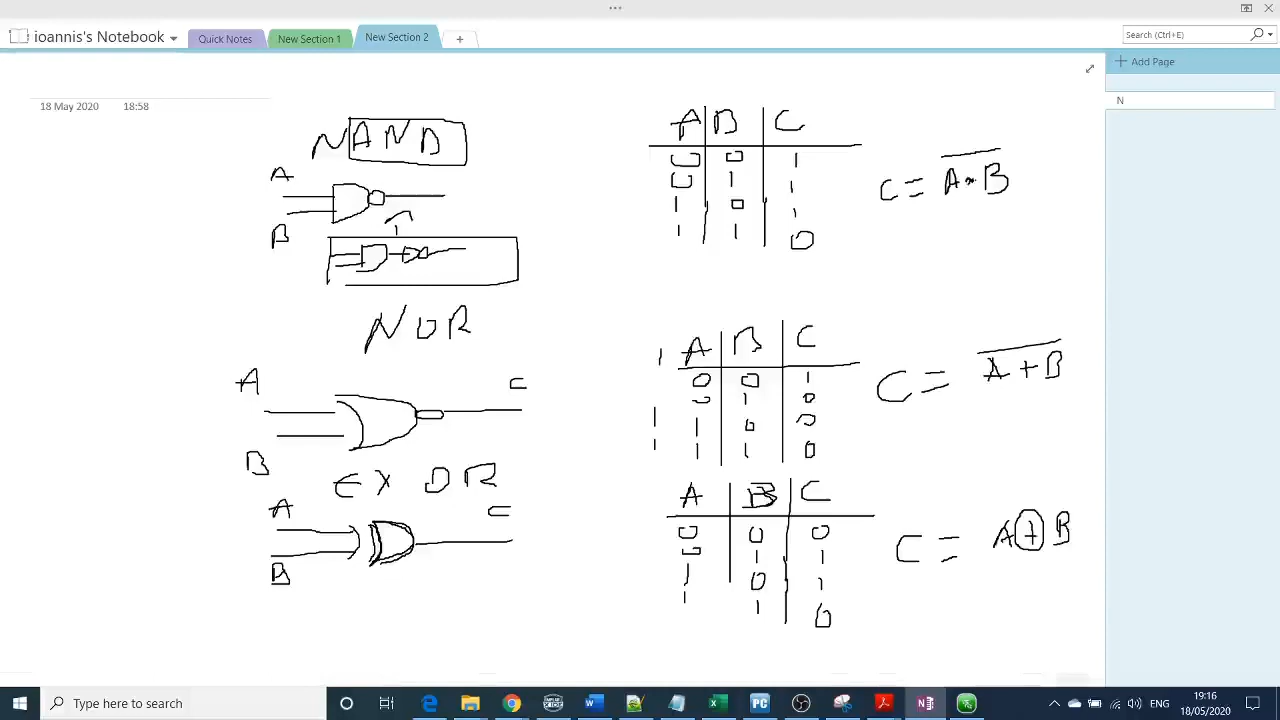 ioannis's Notebook
Quick Notes
New Section 1
New Section 2
+
Search (Ctrl+E)
Add Page
N
18 May 2020 18:58
NAND
A
B
A B C
0 0 1
0 1 1
1 0 1
1 1 0
C = \overline{A·B}
NOR
A
B
C
A B C
0 0 1
0 1 0
1 0 0
1 1 0
C = \overline{A+B}
EX OR
A
B
C
A B C
0 0 0
0 1 1
1 0 1
1 1 0
C = A⊕B
Type here to search
ENG
19:16
18/05/2020